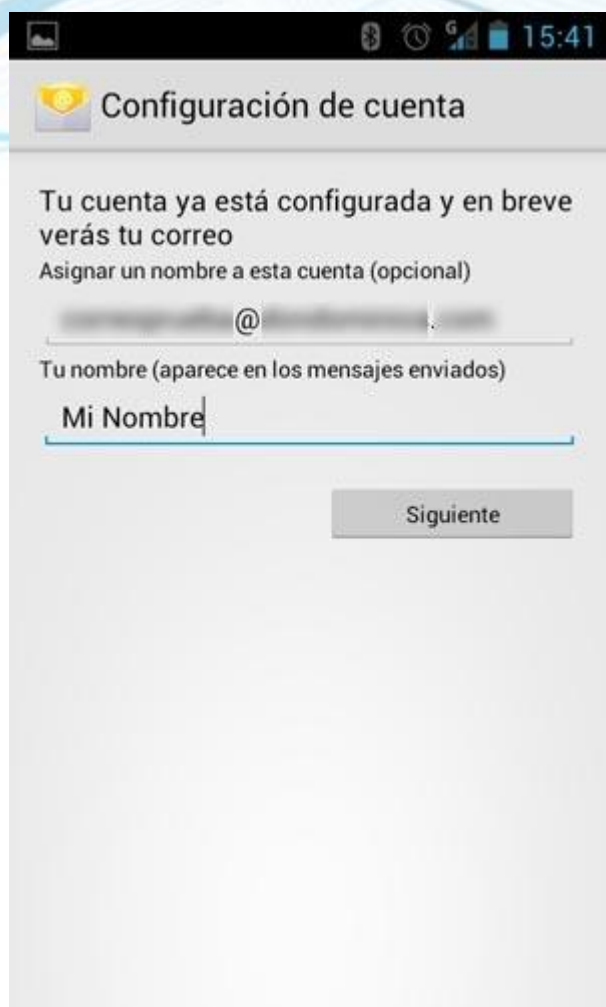 G
15:41
Configuración de cuenta
Tu cuenta ya está configurada y en breve
verás tu correo
Asignar un nombre a esta cuenta (opcional)
@ .
Tu nombre (aparece en los mensajes enviados)
Mi Nombre
Siguiente